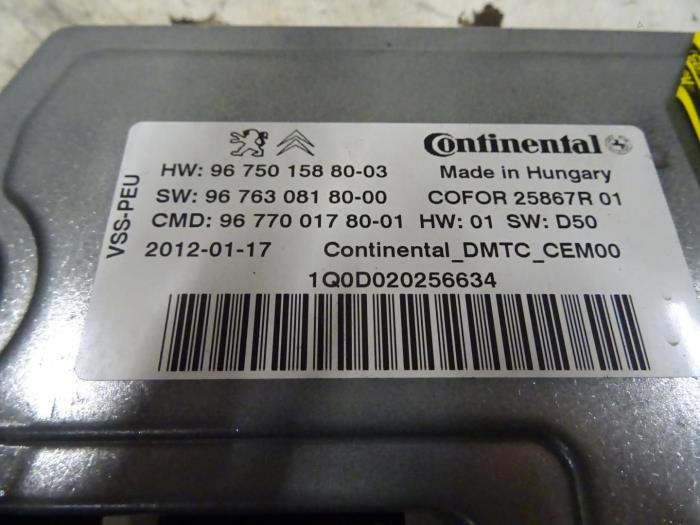 Continental
HW: 96 750 158 80-03 Made in Hungary
SW: 96 763 081 80-00 COFOR 25867R 01
CMD: 96 770 017 80-01 HW: 01 SW: D50
2012-01-17 Continental_DMTC_CEM00
1Q0D020256634
VSS-PEU